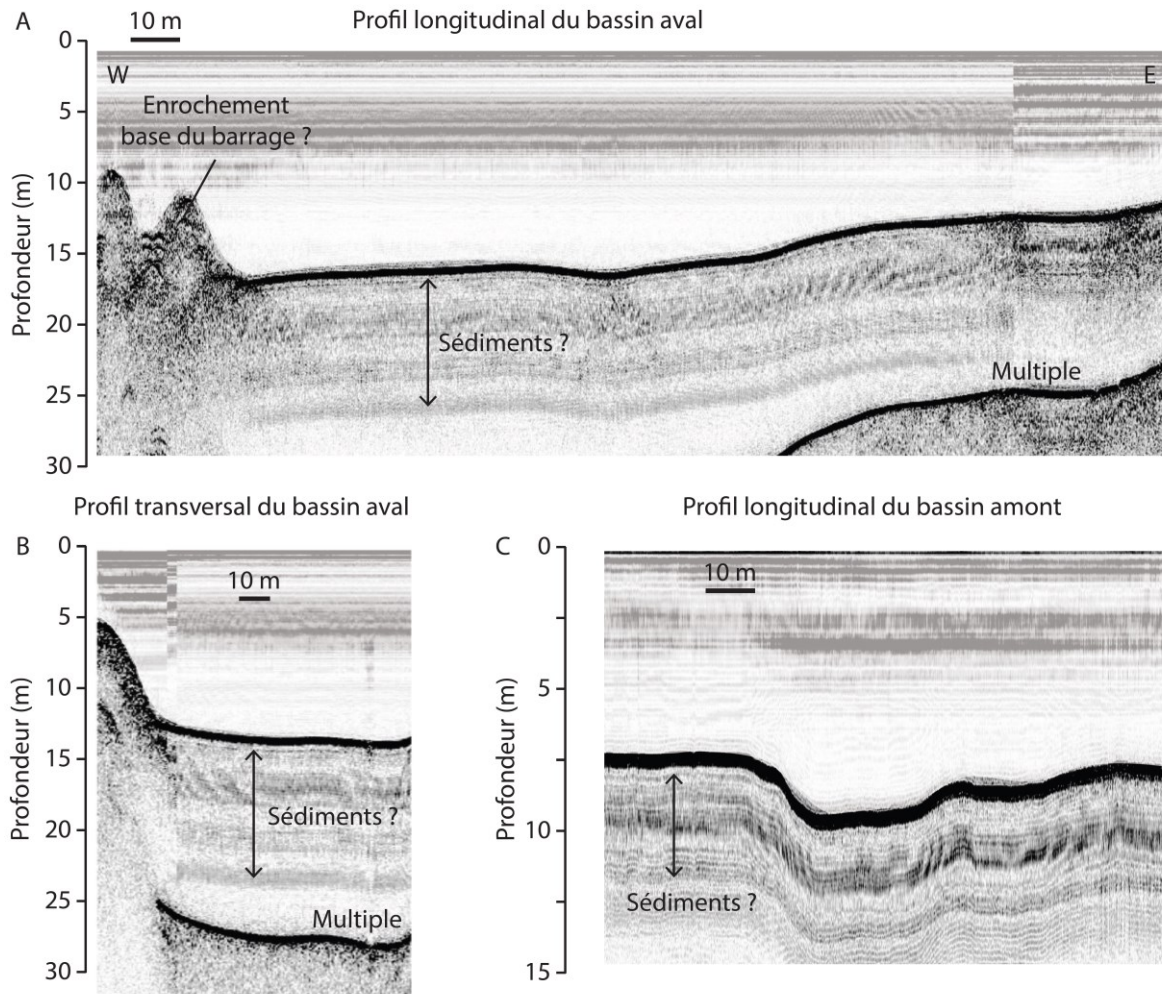 A
Profil longitudinal du bassin aval
10 m
0
5
10
15
20
25
30
Profondeur (m)
W
E
Enrochement
base du barrage ?
Sédiments ?
Multiple
Profil transversal du bassin aval
B
10 m
0
5
10
15
20
25
30
Profondeur (m)
Sédiments ?
Multiple
Profil longitudinal du bassin amont
C
10 m
0
5
10
15
Profondeur (m)
Sédiments ?